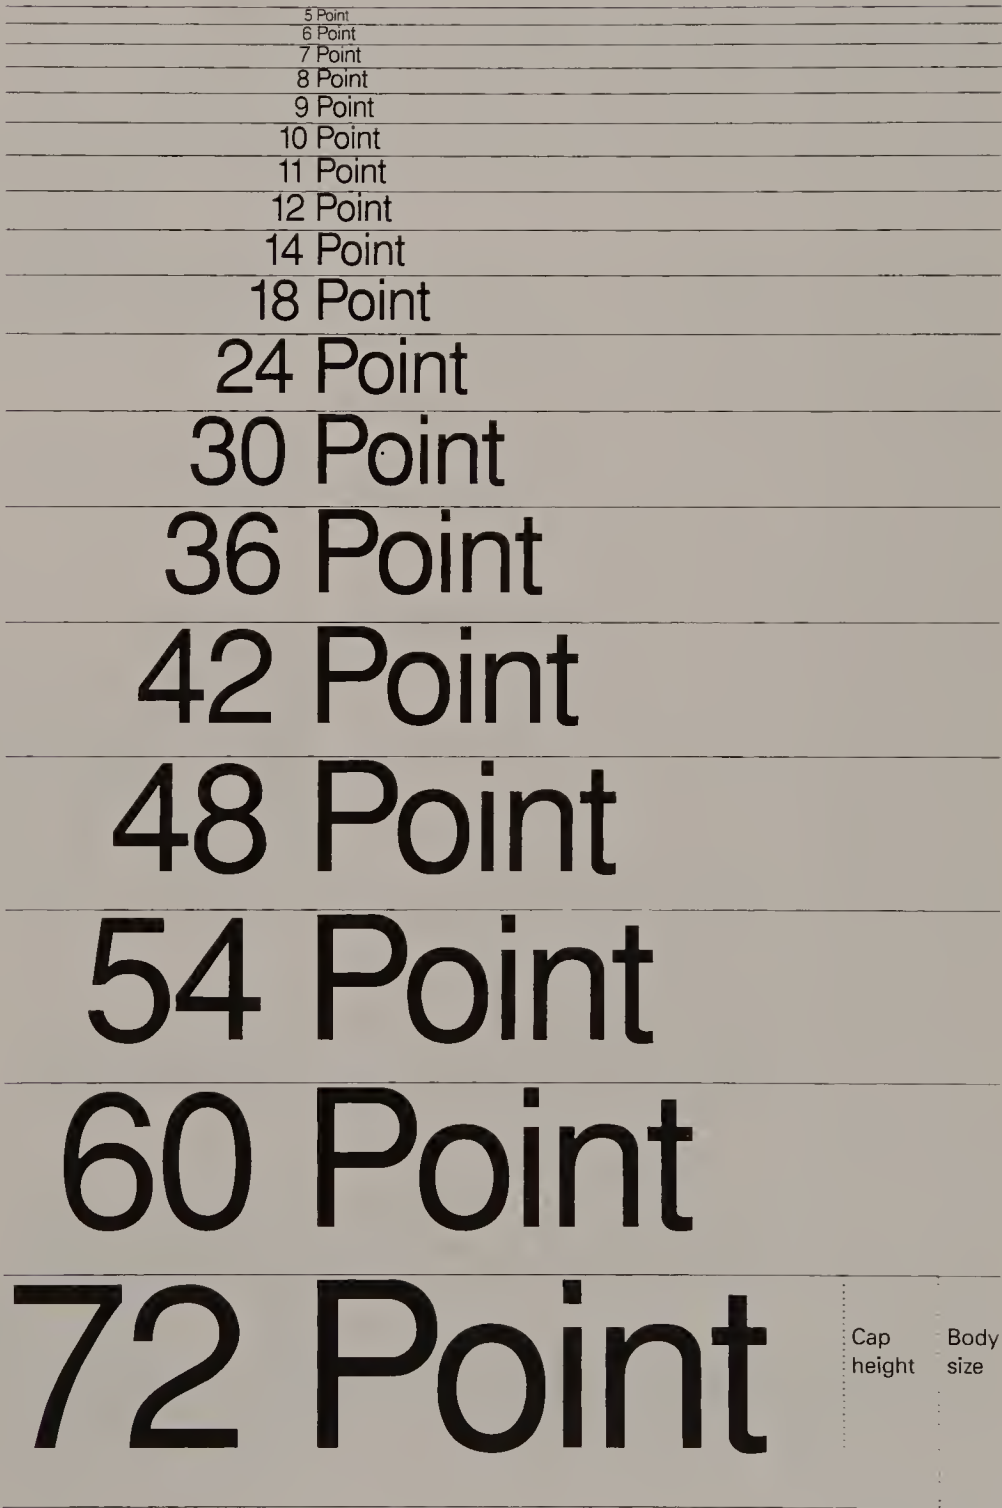 5 Point
6 Point
7 Point
8 Point
9 Point
10 Point
11 Point
12 Point
14 Point
18 Point
24 Point
30 Point
36 Point
42 Point
48 Point
54 Point
60 Point
72 Point
Cap
height
Body
size